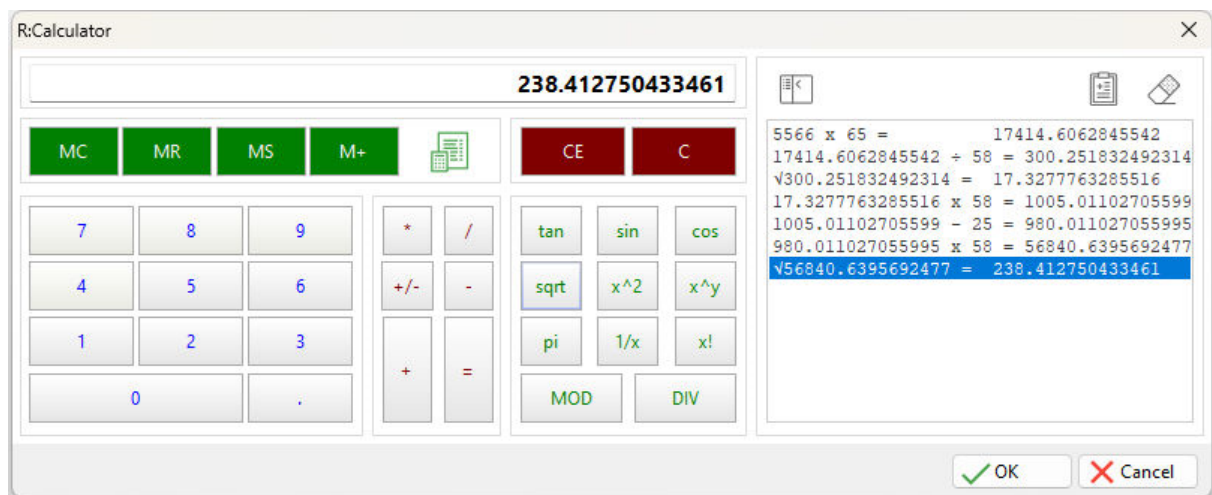 R:Calculator
238.412750433461
MC MR MS M+ CE C
7 8 9 * / tan sin cos
4 5 6 +/- - sqrt x^2 x^y
1 2 3 + = pi 1/x x!
0 . MOD DIV
5566 x 65 = 17414.6062845542
17414.6062845542 ÷ 58 = 300.251832492314
√300.251832492314 = 17.3277763285516
17.3277763285516 x 58 = 1005.01102705599
1005.01102705599 - 25 = 980.011027055995
980.011027055995 x 58 = 56840.6395692477
√56840.6395692477 = 238.412750433461
OK Cancel